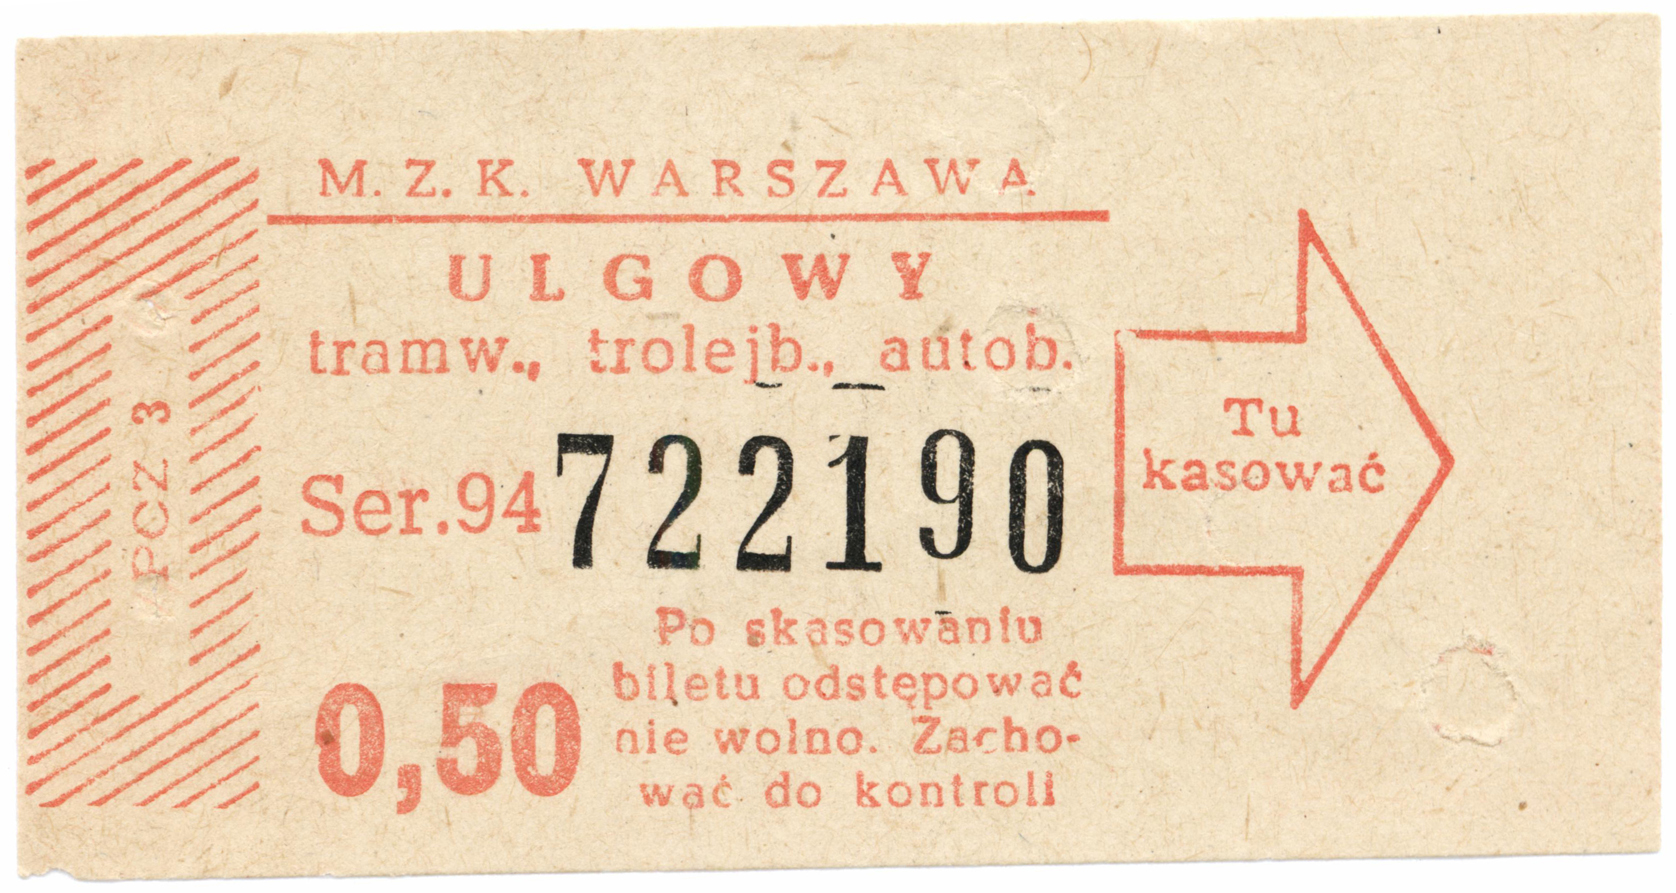 M. Z. K. WARSZAWA
ULGOWY
tramw., trolejb., autob.
Ser.94 722190
0,50
Po skasowaniu
biletu odstępować
nie wolno. Zacho-
wać do kontroli
Tu
kasować
PCZ 3